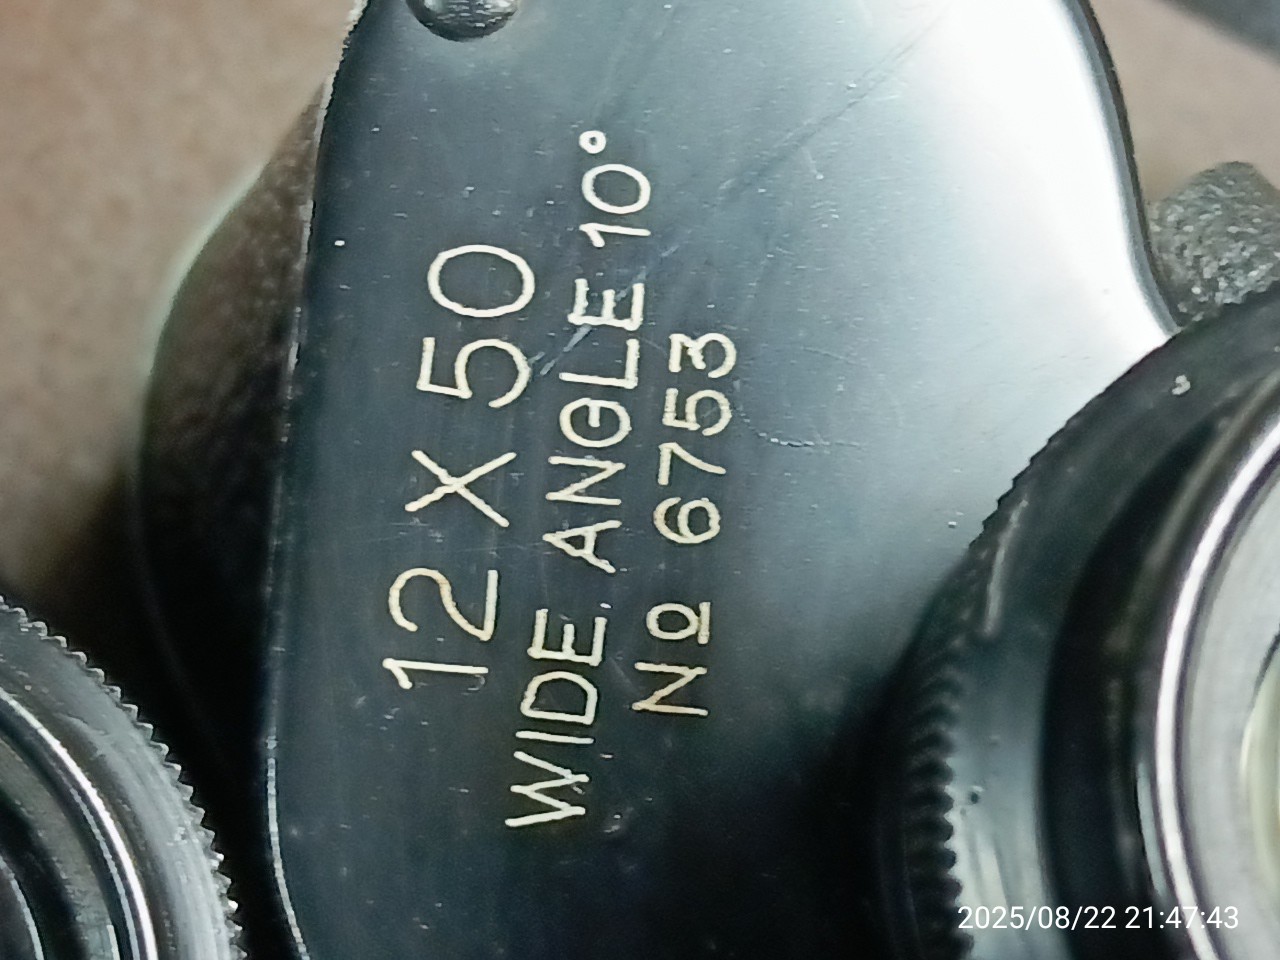 12 X 50
WIDE ANGLE 10°
Nº 6753
2025/08/22 21:47:43